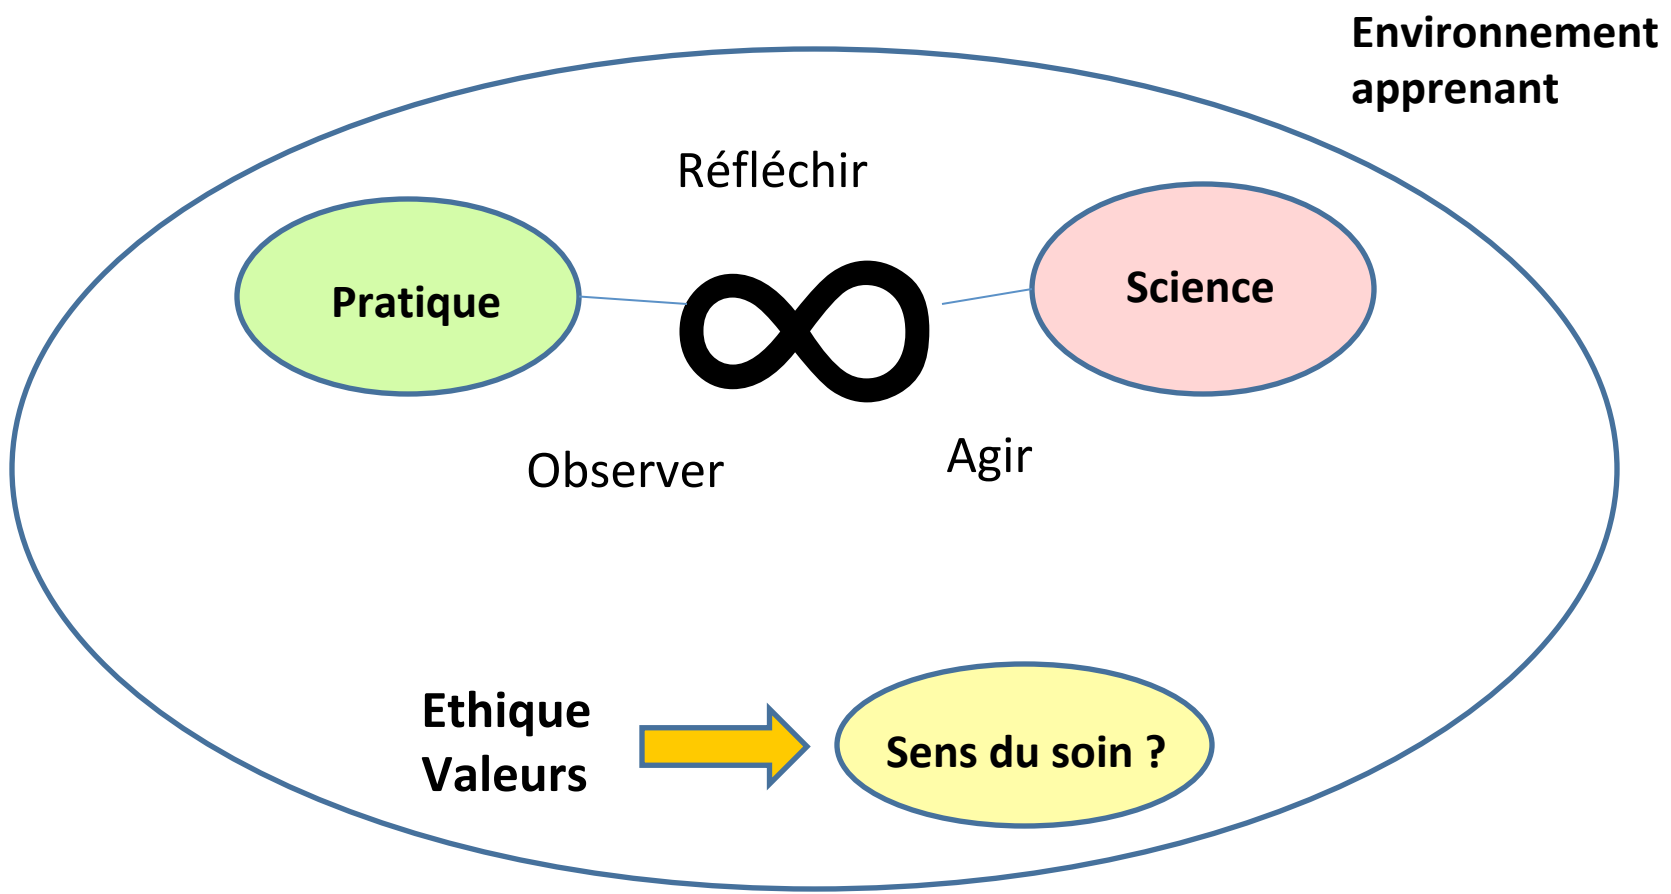 Environnement
apprenant
Réfléchir
Pratique
Science
Observer
Agir
Ethique
Valeurs
Sens du soin ?